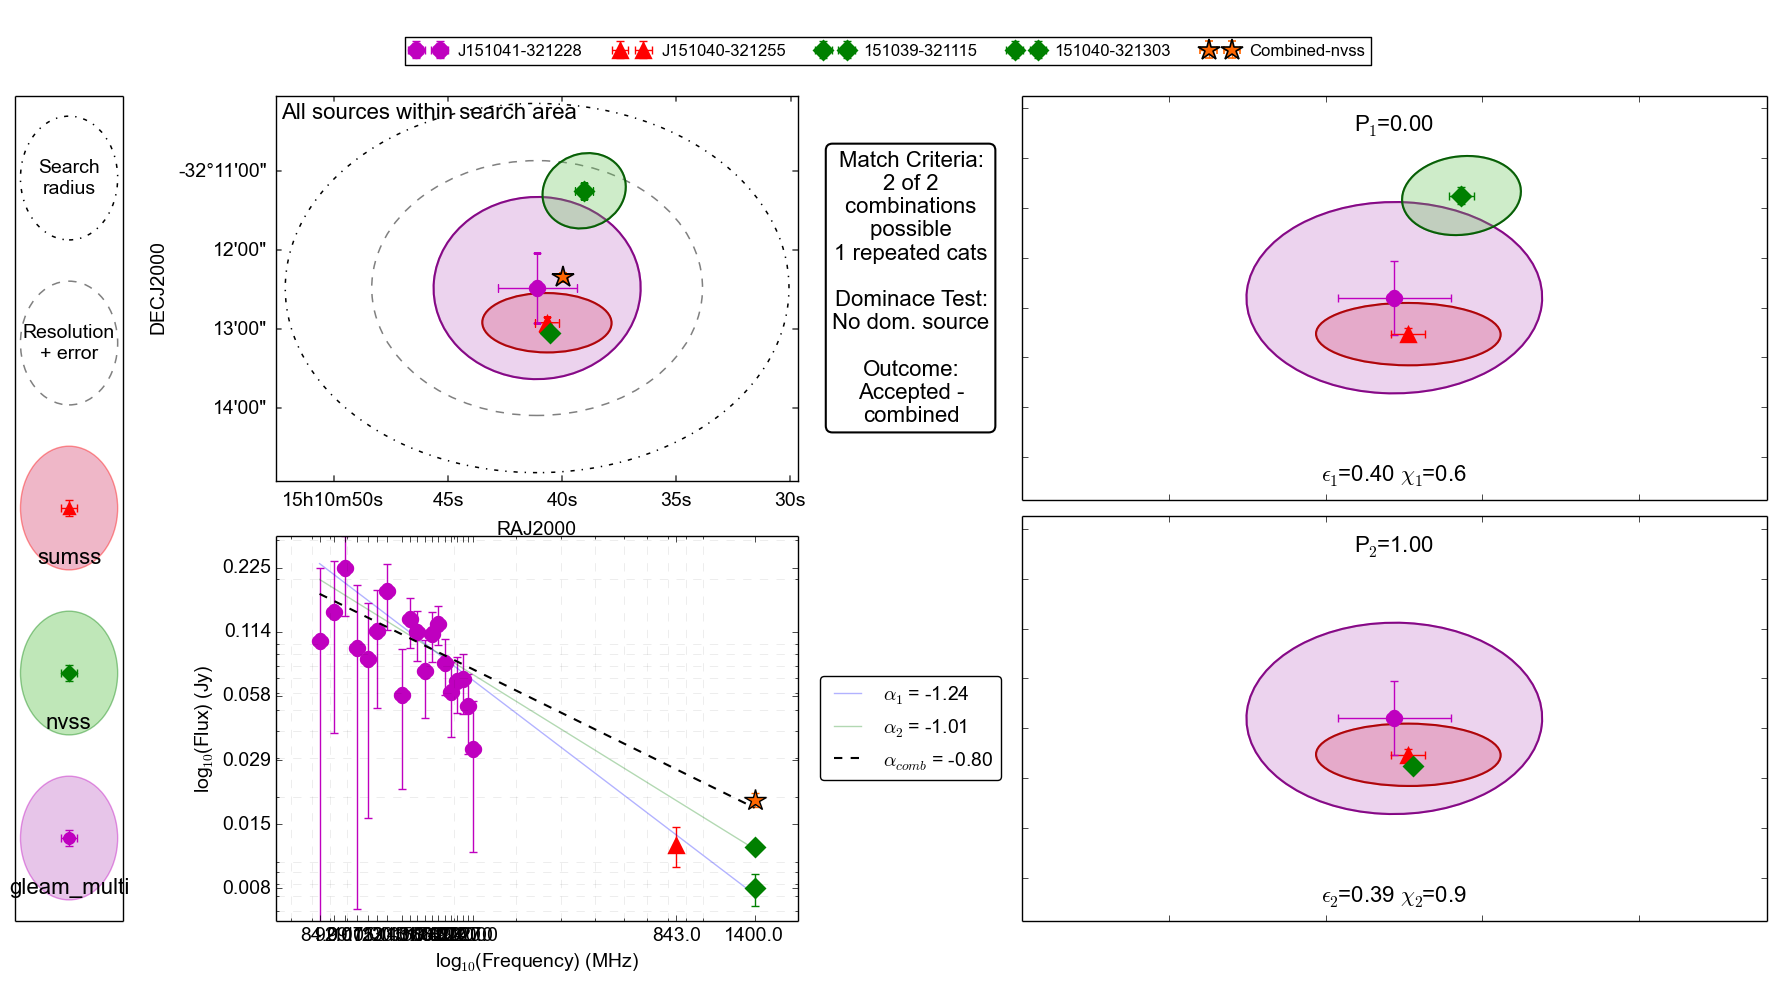 J151041-321228
J151040-321255
151039-321115
151040-321303
Combined-nvss
Search
radius
Resolution
+ error
sumss
nvss
gleam_multi
All sources within search area
DECJ2000
-32°11'00"
12'00"
13'00"
14'00"
15h10m50s
45s
40s
35s
30s
RAJ2000
Match Criteria:
2 of 2
combinations
possible
1 repeated cats
Dominace Test:
No dom. source
Outcome:
Accepted -
combined
P1=0.00
ϵ1=0.40 χ1=0.6
log10(Flux) (Jy)
0.225
0.114
0.058
0.029
0.015
0.008
843.0
1400.0
log10(Frequency) (MHz)
α1 = -1.24
α2 = -1.01
αcomb = -0.80
P2=1.00
ϵ2=0.39 χ2=0.9